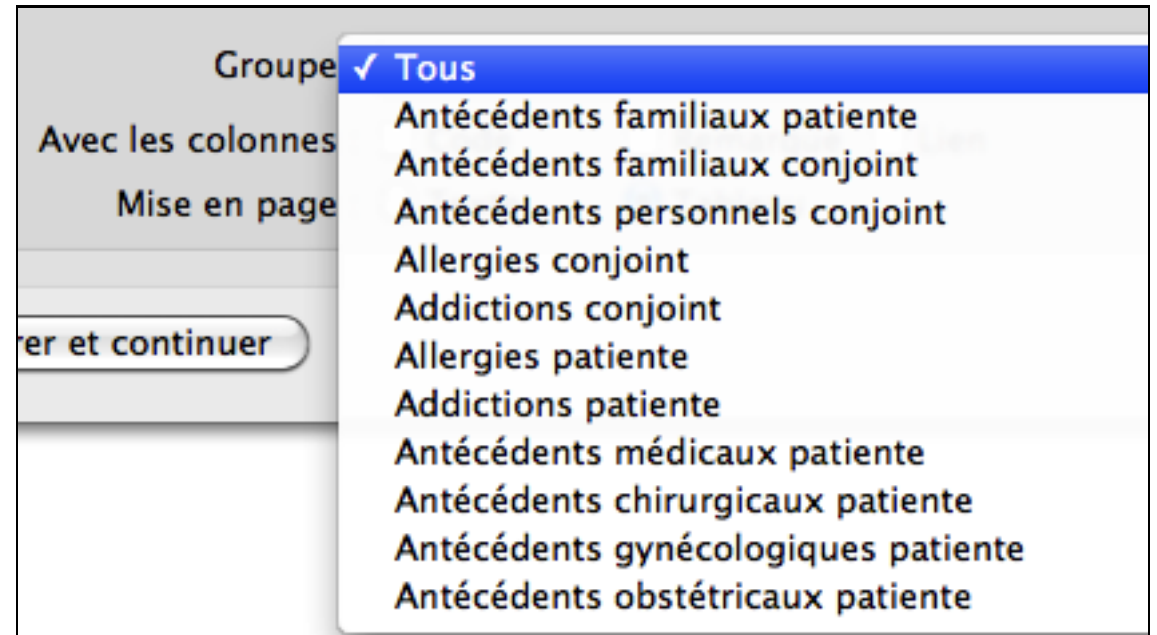 Groupe ✓ Tous
Antécédents familiaux patiente
Avec les colonnes
Antécédents familiaux conjoint
Mise en page Antécédents personnels conjoint
Allergies conjoint
Addictions conjoint
rer et continuer Allergies patiente
Addictions patiente
Antécédents médicaux patiente
Antécédents chirurgicaux patiente
Antécédents gynécologiques patiente
Antécédents obstétricaux patiente